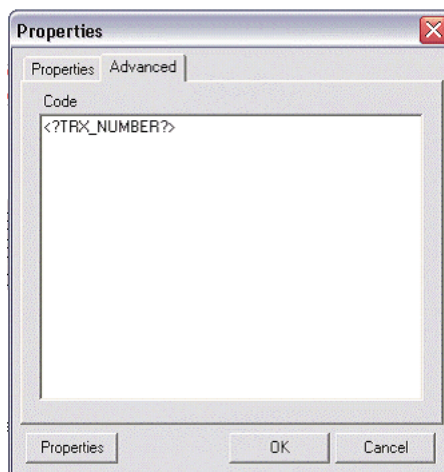 Properties
Properties Advanced
Code
<?TRX_NUMBER?>
Properties OK Cancel